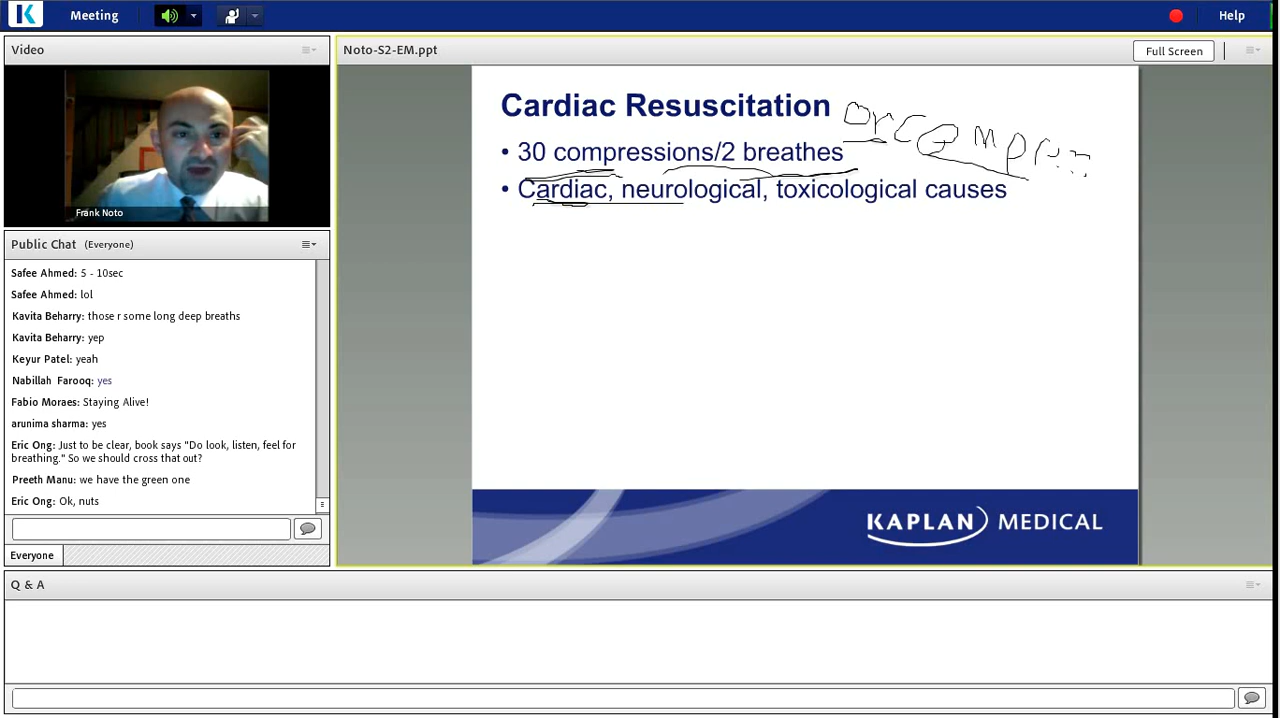 Meeting
Help
Video
Noto-S2-EM.ppt
Full Screen
Frank Noto
Cardiac Resuscitation
• 30 compressions/2 breathes
• Cardiac, neurological, toxicological causes
KAPLAN MEDICAL
Public Chat (Everyone)
Safee Ahmed: 5 - 10sec
Safee Ahmed: lol
Kavita Beharry: those r some long deep breaths
Kavita Beharry: yep
Keyur Patel: yeah
Nabillah Farooq: yes
Fabio Moraes: Staying Alive!
arunima sharma: yes
Eric Ong: Just to be clear, book says "Do look, listen, feel for
breathing." So we should cross that out?
Preeth Manu: we have the green one
Eric Ong: Ok, nuts
Everyone
Q & A